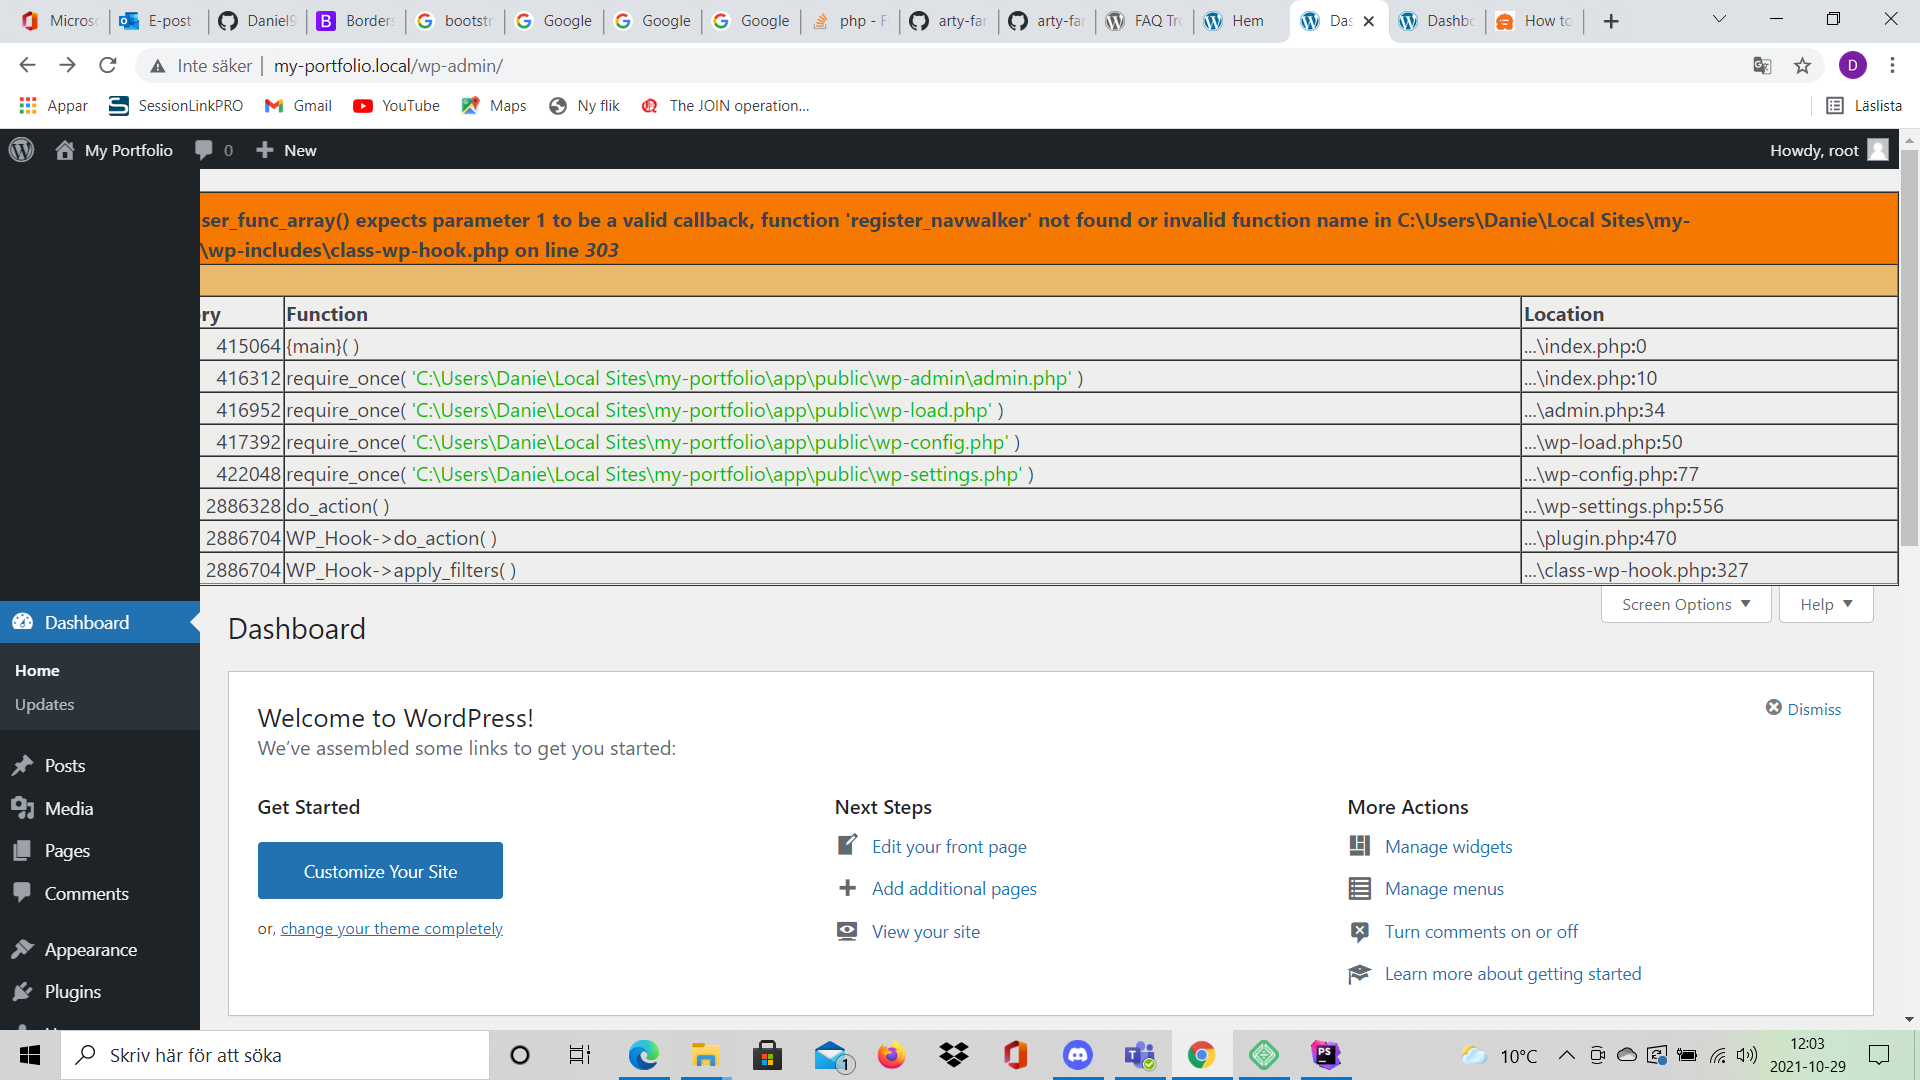 Micros
E-post
Daniel9
Borders
bootstr
Google
Google
Google
php - F
arty-far
arty-far
FAQ Tro
Hem
Das
Dashbo
How to
Inte säker
my-portfolio.local/wp-admin/
D
Appar
SessionLinkPRO
Gmail
YouTube
Maps
Ny flik
The JOIN operation...
Läslista
My Portfolio
0
New
Howdy, root
ser_func_array() expects parameter 1 to be a valid callback, function 'register_navwalker' not found or invalid function name in C:\Users\Danie\Local Sites\my-
\wp-includes\class-wp-hook.php on line 303
ry Function Location
415064 {main}( ) ...\index.php:0
416312 require_once( 'C:\Users\Danie\Local Sites\my-portfolio\app\public\wp-admin\admin.php' ) ...\index.php:10
416952 require_once( 'C:\Users\Danie\Local Sites\my-portfolio\app\public\wp-load.php' ) ...\admin.php:34
417392 require_once( 'C:\Users\Danie\Local Sites\my-portfolio\app\public\wp-config.php' ) ...\wp-load.php:50
422048 require_once( 'C:\Users\Danie\Local Sites\my-portfolio\app\public\wp-settings.php' ) ...\wp-config.php:77
2886328 do_action( ) ...\wp-settings.php:556
2886704 WP_Hook->do_action( ) ...\plugin.php:470
2886704 WP_Hook->apply_filters( ) ...\class-wp-hook.php:327
Screen Options
Help
Dashboard
Home
Updates
Posts
Media
Pages
Comments
Appearance
Plugins
Dashboard
Welcome to WordPress!
We've assembled some links to get you started:
Dismiss
Get Started
Customize Your Site
or, change your theme completely
Next Steps
Edit your front page
Add additional pages
View your site
More Actions
Manage widgets
Manage menus
Turn comments on or off
Learn more about getting started
Skriv här för att söka
1
PS
10°C
12:03
2021-10-29